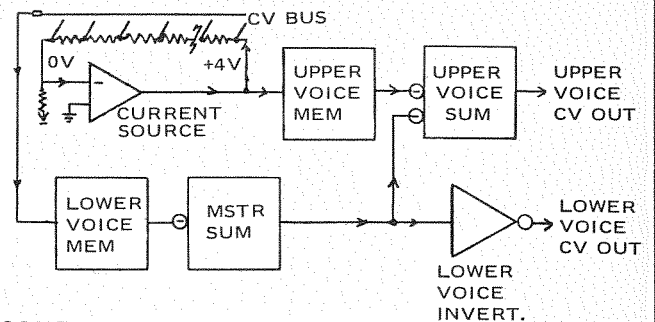 CV BUS
0V
+4V
-
CURRENT
SOURCE
UPPER
VOICE
MEM
UPPER
VOICE
SUM
UPPER
VOICE
CV OUT
LOWER
VOICE
MEM
MSTR
SUM
LOWER
VOICE
CV OUT
LOWER
VOICE
INVERT.